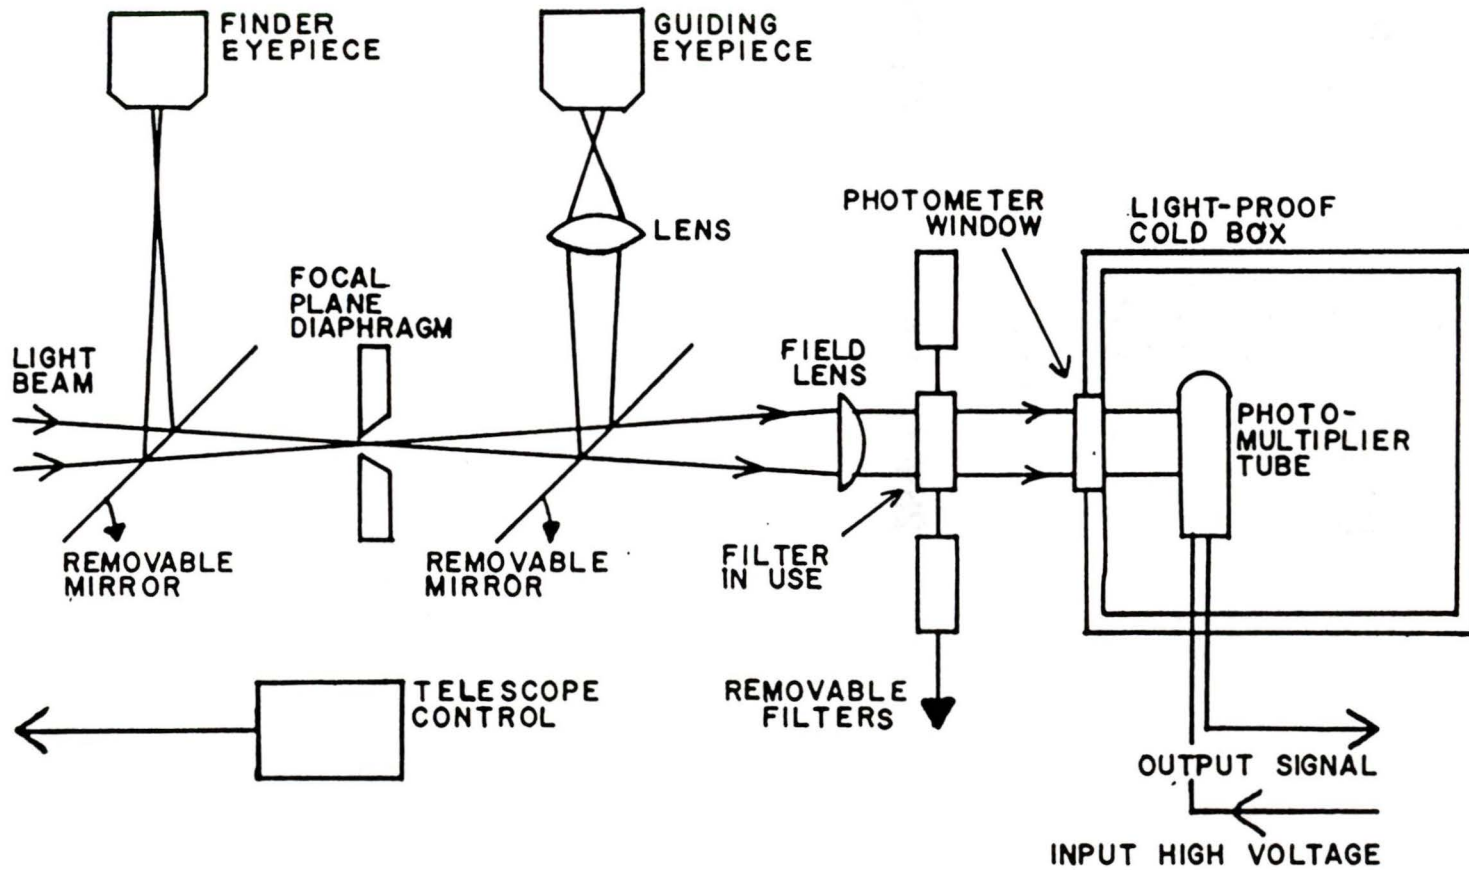 FINDER
EYEPIECE
GUIDING
EYEPIECE
PHOTOMETER
WINDOW
LIGHT-PROOF
COLD BOX
LENS
FOCAL
PLANE
DIAPHRAGM
LIGHT
BEAM
FIELD
LENS
PHOTO-
MULTIPLIER
TUBE
REMOVABLE
MIRROR
REMOVABLE
MIRROR
FILTER
IN USE
TELESCOPE
CONTROL
REMOVABLE
FILTERS
OUTPUT SIGNAL
INPUT HIGH VOLTAGE